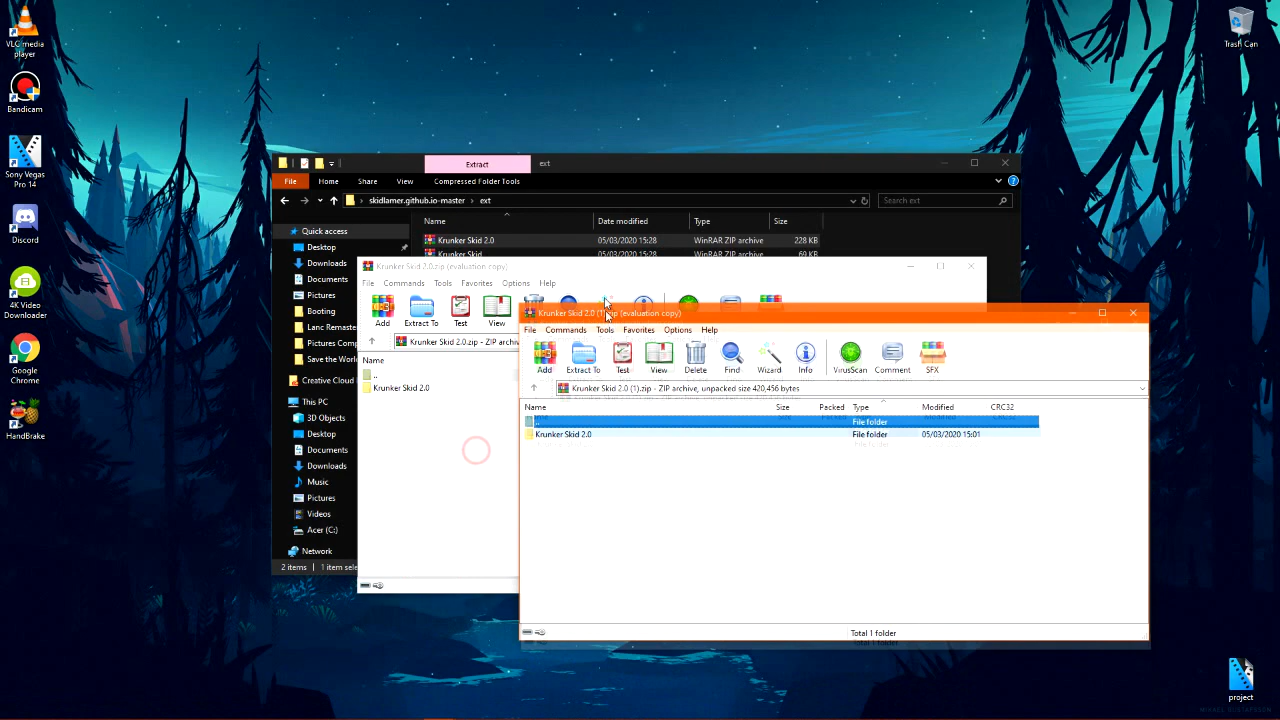 VLC media
player
Bandicam
Sony Vegas
Pro 14
Discord
4K Video
Downloader
Google
Chrome
HandBrake
Trash Can
project
Extract
ext
File
Home
Share
View
Compressed Folder Tools
skidlamer.github.io-master
ext
Search ext
Quick access
Desktop
Downloads
Documents
Pictures
Booting
Lanc Remaste
Pictures Comp
Save the World
Creative Cloud
This PC
3D Objects
Desktop
Documents
Downloads
Music
Pictures
Videos
Acer (C:)
Network
2 items
1 item sele
Name
Date modified
Type
Size
Krunker Skid 2.0
05/03/2020 15:28
WinRAR ZIP archive
228 KB
Krunker Skid
05/03/2020 15:28
WinRAR ZIP archive
69 KB
Krunker Skid 2.0.zip (evaluation copy)
File
Commands
Tools
Favorites
Options
Help
Add
Extract To
Test
View
Krunker Skid 2.0.zip - ZIP archiv
Name
..
Krunker Skid 2.0
Krunker Skid 2.0 (1).zip (evaluation copy)
File
Commands
Tools
Favorites
Options
Help
Add
Extract To
Test
View
Delete
Find
Wizard
Info
VirusScan
Comment
SFX
Krunker Skid 2.0 (1).zip - ZIP archive, unpacked size 420,456 bytes
Name
Size
Packed
Type
Modified
CRC32
..
File folder
Krunker Skid 2.0
File folder
05/03/2020 15:01
Total 1 folder